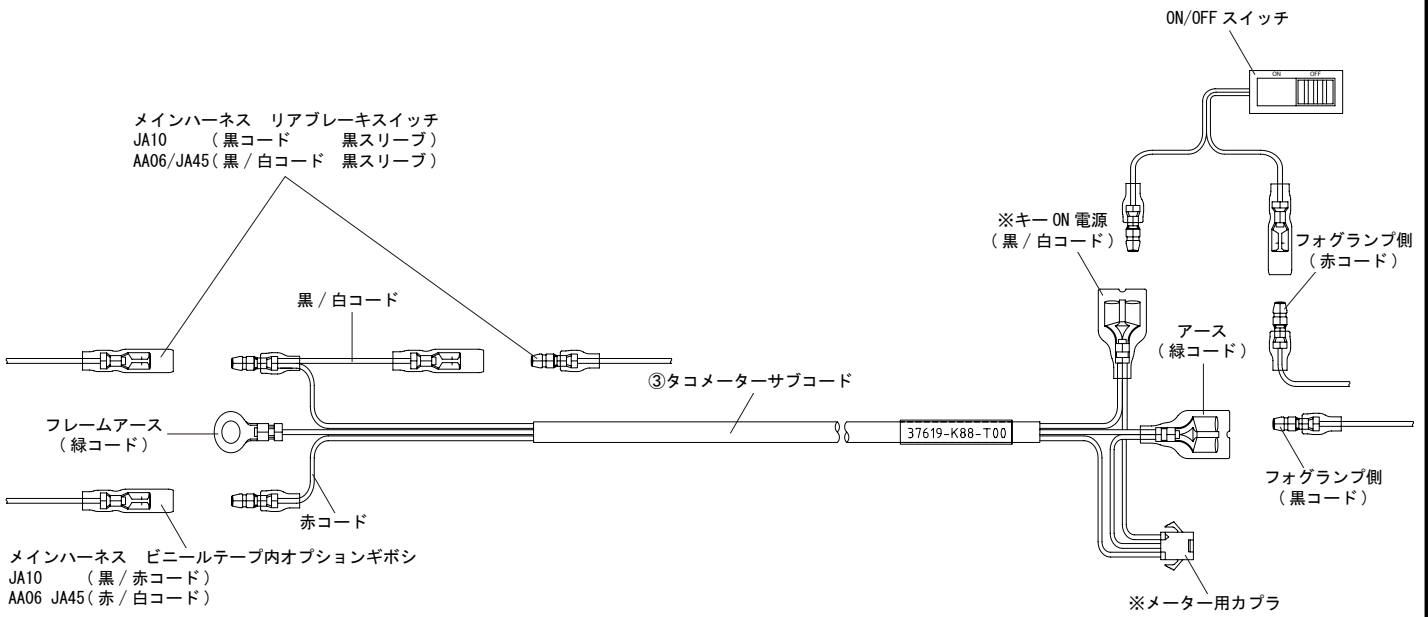 ON/OFF スイッチ
ON OFF
メインハーネス リアブレーキスイッチ
JA10 (黒コード 黒スリーブ)
AA06/JA45(黒/白コード 黒スリーブ)
※キーON電源
(黒/白コード)
フォグランプ側
(赤コード)
黒/白コード
アース
(緑コード)
③タコメーターサブコード
フレームアース
(緑コード)
37619-K88-T00
フォグランプ側
(黒コード)
赤コード
メインハーネス ビニールテープ内オプションギボシ
JA10 (黒/赤コード)
AA06 JA45(赤/白コード)
※メーター用カプラ